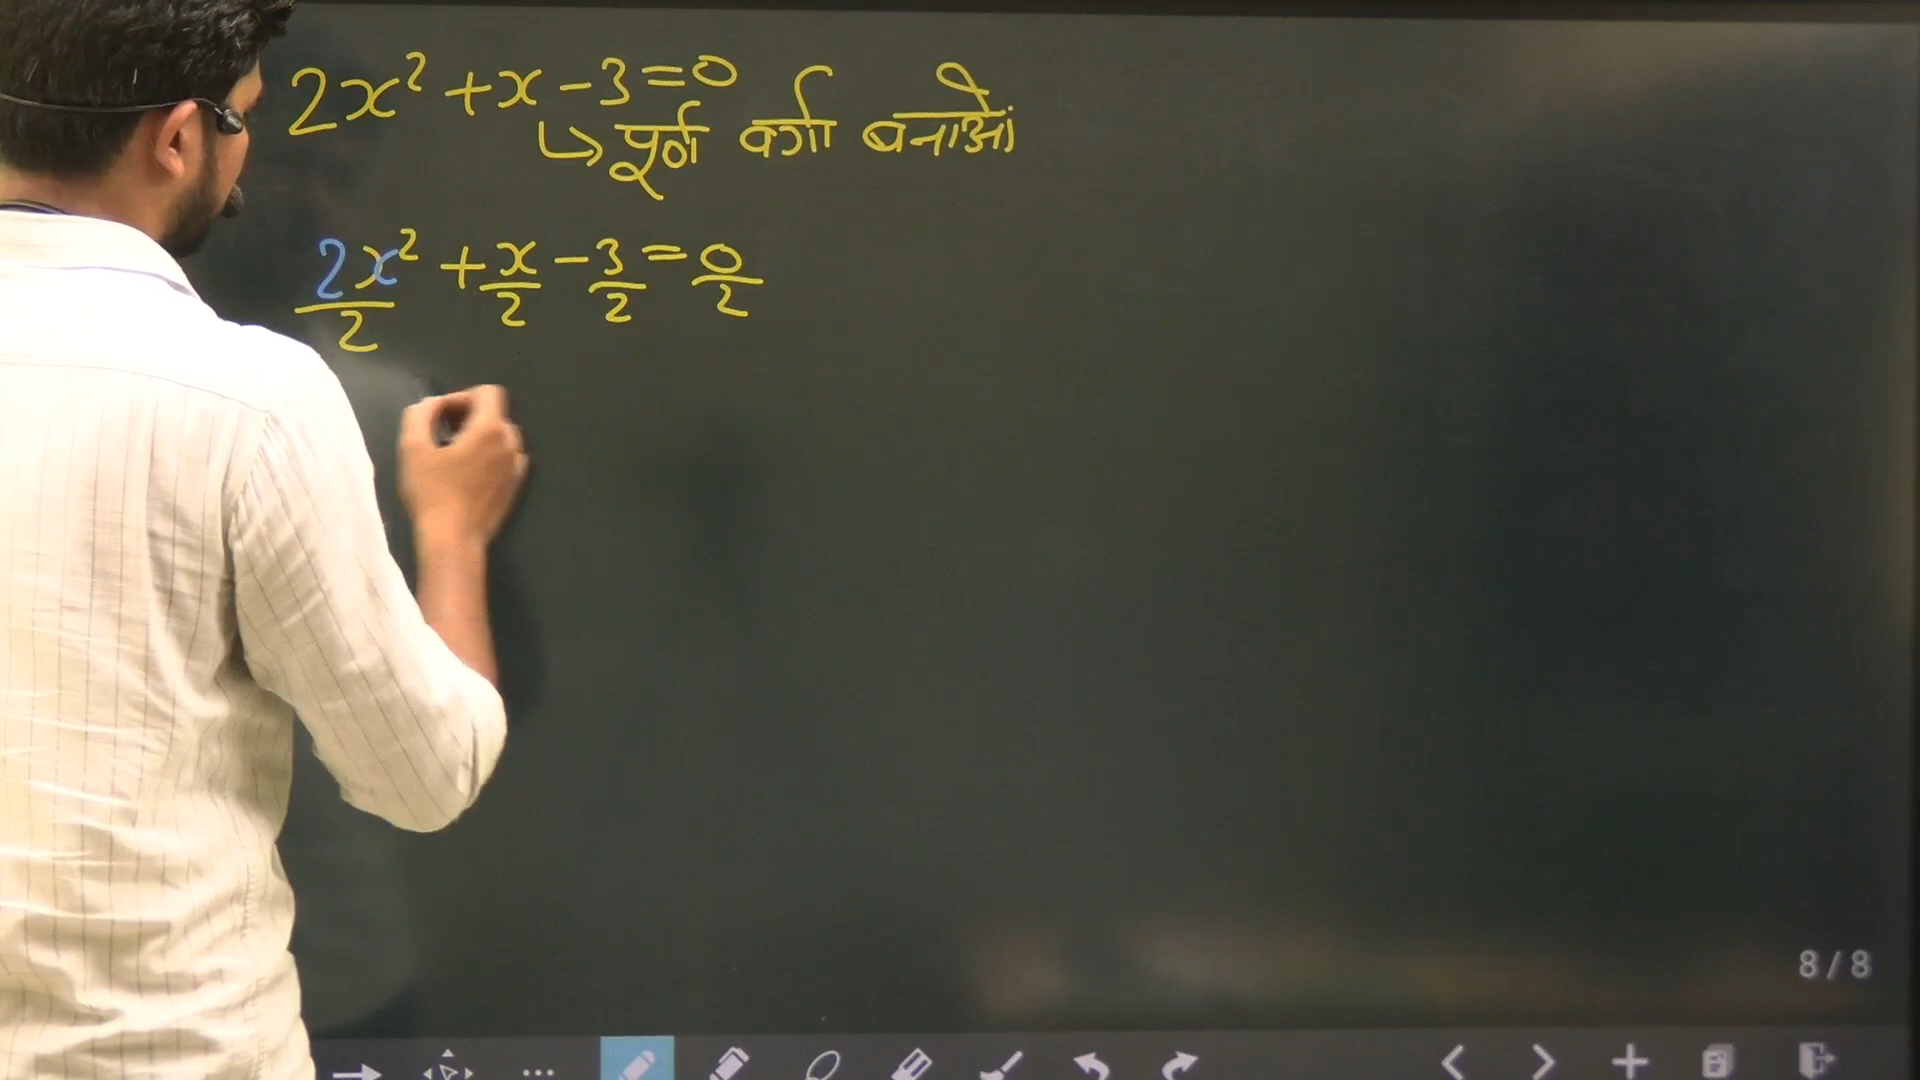 2x² + x - 3 = 0
↳ पूर्ण वर्ग बनाओ
2x²/2 + x/2 - 3/2 = 0/2
8 / 8